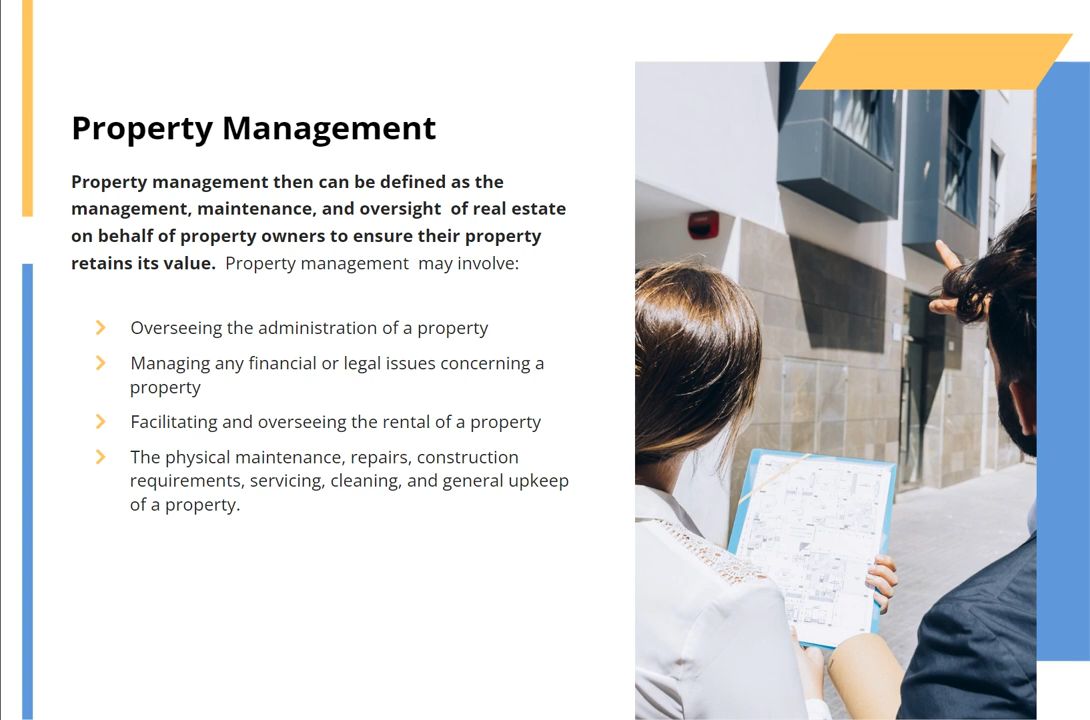 Property Management
Property management then can be defined as the
management, maintenance, and oversight  of real estate
on behalf of property owners to ensure their property
retains its value.  Property management  may involve:
Overseeing the administration of a property
Managing any financial or legal issues concerning a
property
Facilitating and overseeing the rental of a property
The physical maintenance, repairs, construction
requirements, servicing, cleaning, and general upkeep
of a property.